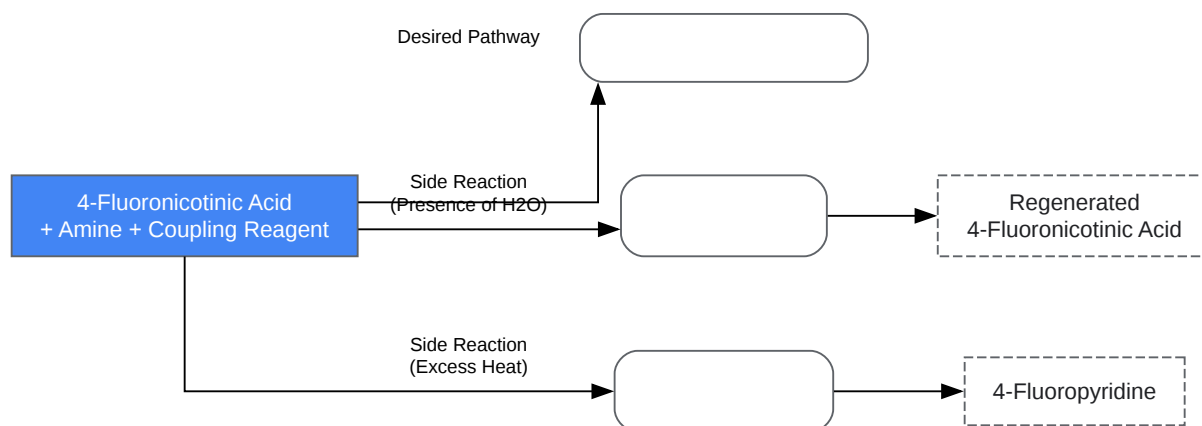 Desired Pathway
4-Fluoronicotinic Acid
+ Amine + Coupling Reagent
Side Reaction
(Presence of H2O)
Regenerated
4-Fluoronicotinic Acid
Side Reaction
(Excess Heat)
4-Fluoropyridine